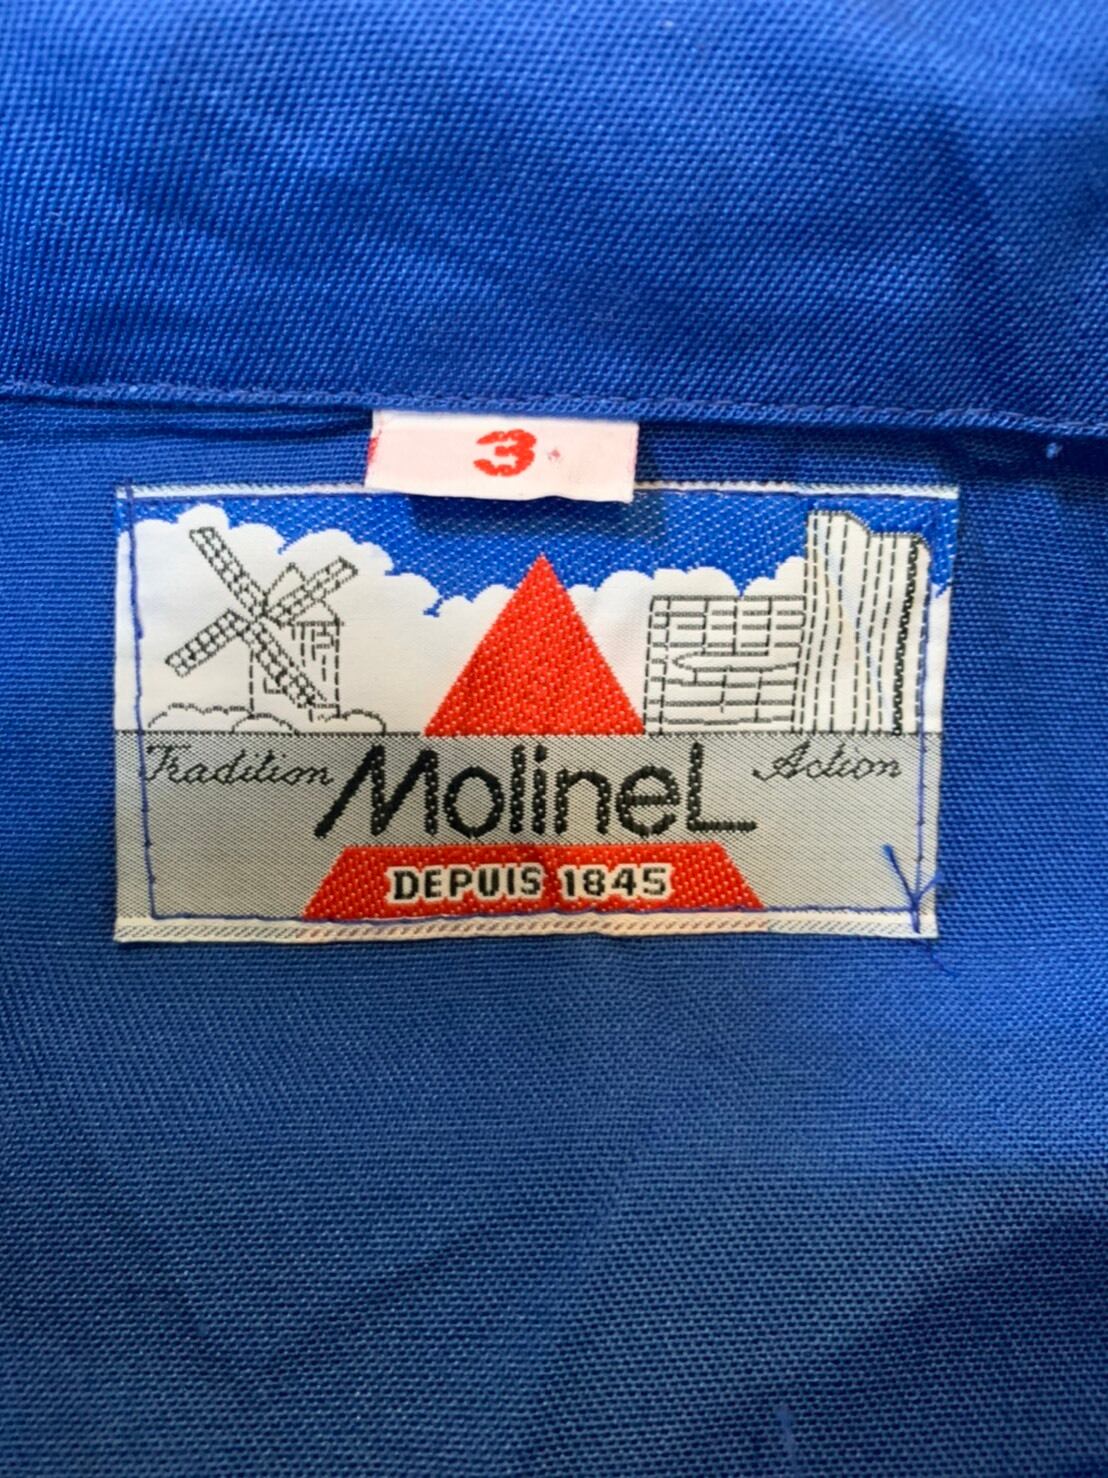 3
Tradition MolineL Action
DEPUIS 1845